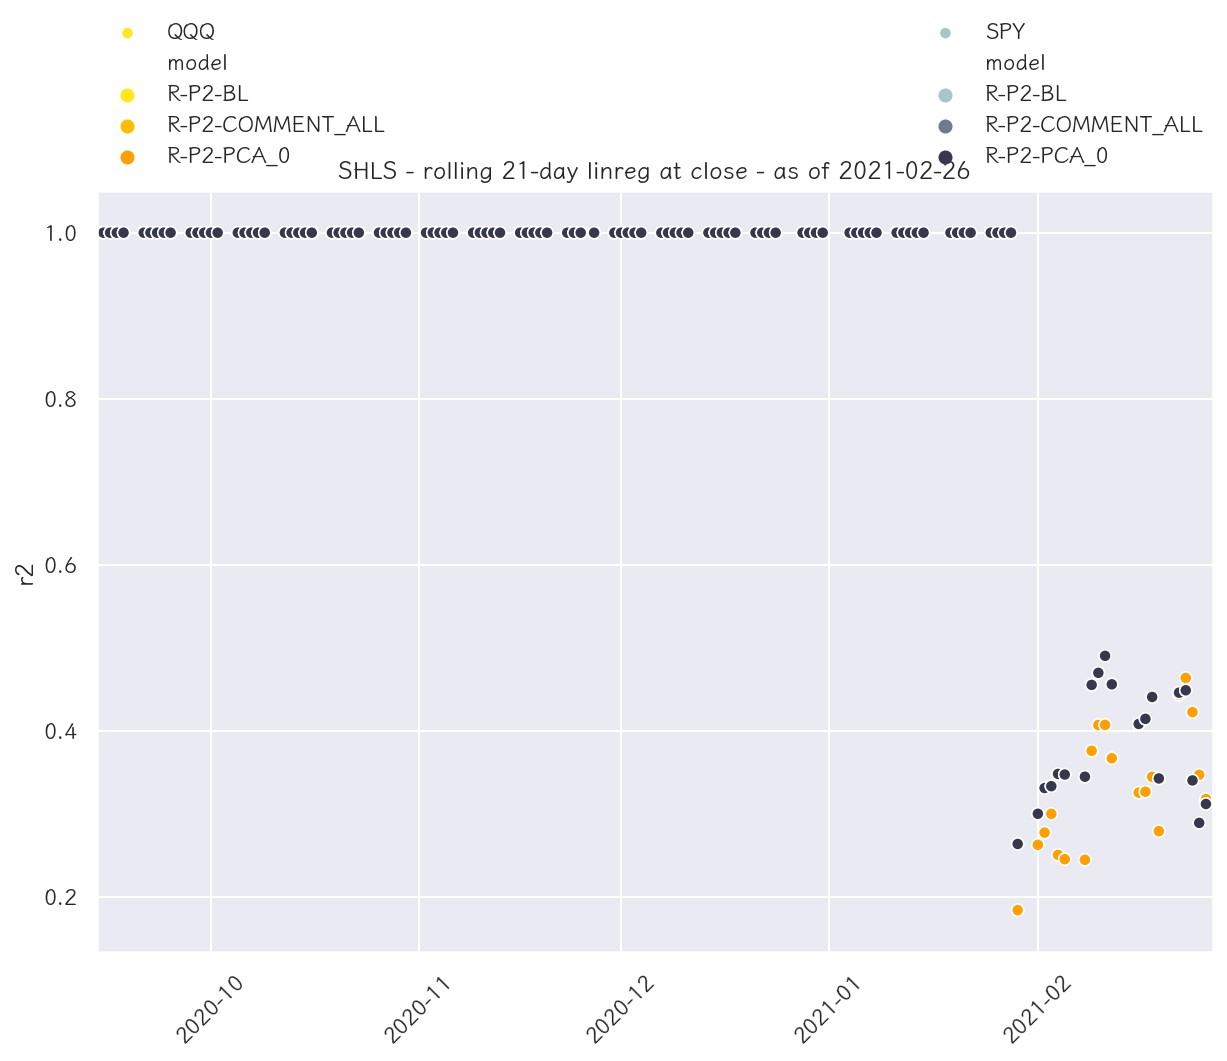 QQQ
model
R-P2-BL
R-P2-COMMENT_ALL
R-P2-PCA_0
SPY
model
R-P2-BL
R-P2-COMMENT_ALL
R-P2-PCA_0
SHLS - rolling 21-day linreg at close - as of 2021-02-26
1.0
0.8
0.6
0.4
0.2
r2
2020-10
2020-11
2020-12
2021-01
2021-02